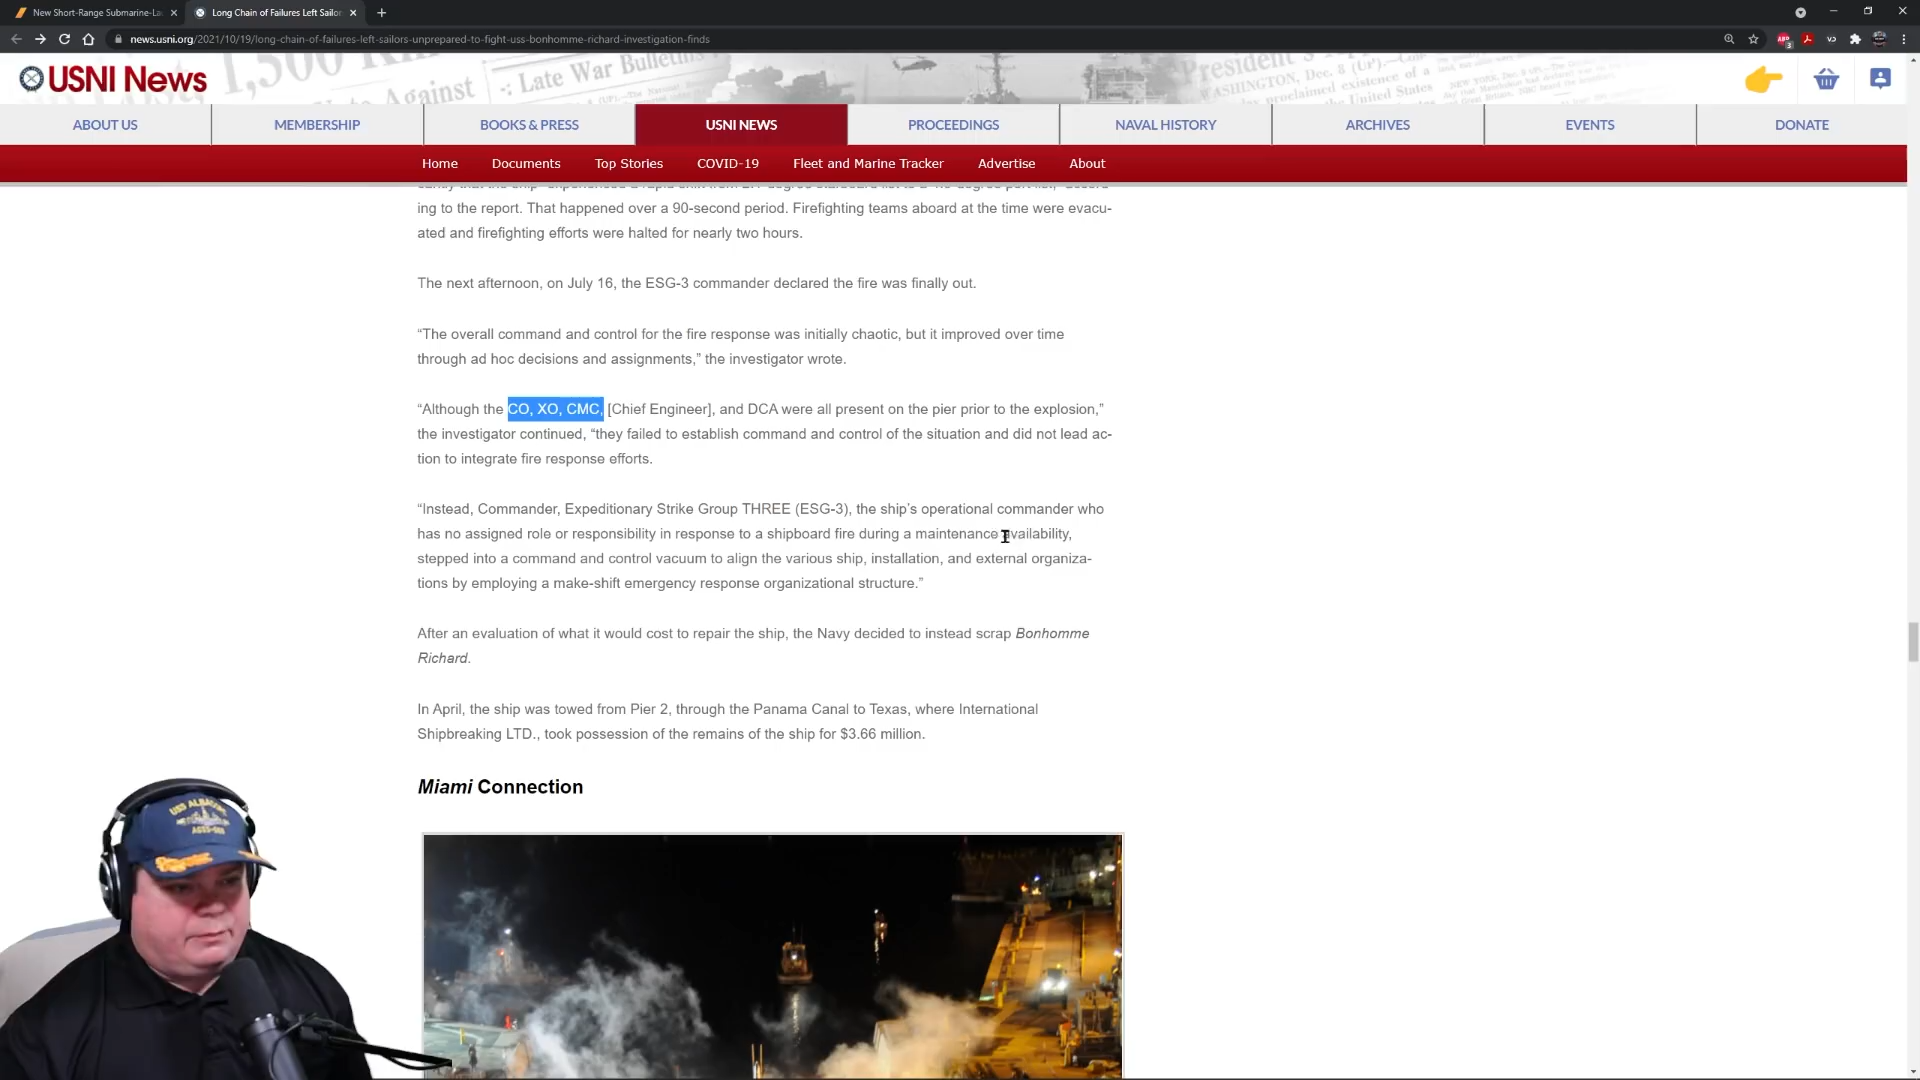 New Short-Range Submarine-La
Long Chain of Failures Left Sailor
news.usni.org/2021/10/19/long-chain-of-failures-left-sailors-unprepared-to-fight-uss-bonhomme-richard-investigation-finds
USNI News
Late War Bulletins
Against
President's
WASHINGTON, Dec. 8 (UP).
ABOUT US
MEMBERSHIP
BOOKS & PRESS
USNI NEWS
PROCEEDINGS
NAVAL HISTORY
ARCHIVES
EVENTS
DONATE
Home
Documents
Top Stories
COVID-19
Fleet and Marine Tracker
Advertise
About
ing to the report. That happened over a 90-second period. Firefighting teams aboard at the time were evacu-
ated and firefighting efforts were halted for nearly two hours.
The next afternoon, on July 16, the ESG-3 commander declared the fire was finally out.
“The overall command and control for the fire response was initially chaotic, but it improved over time
through ad hoc decisions and assignments,” the investigator wrote.
“Although the CO, XO, CMC, [Chief Engineer], and DCA were all present on the pier prior to the explosion,”
the investigator continued, “they failed to establish command and control of the situation and did not lead ac-
tion to integrate fire response efforts.
“Instead, Commander, Expeditionary Strike Group THREE (ESG-3), the ship’s operational commander who
has no assigned role or responsibility in response to a shipboard fire during a maintenance availability,
stepped into a command and control vacuum to align the various ship, installation, and external organiza-
tions by employing a make-shift emergency response organizational structure.”
After an evaluation of what it would cost to repair the ship, the Navy decided to instead scrap Bonhomme
Richard.
In April, the ship was towed from Pier 2, through the Panama Canal to Texas, where International
Shipbreaking LTD., took possession of the remains of the ship for $3.66 million.
Miami Connection
USS ALBACORE
AGSS-569